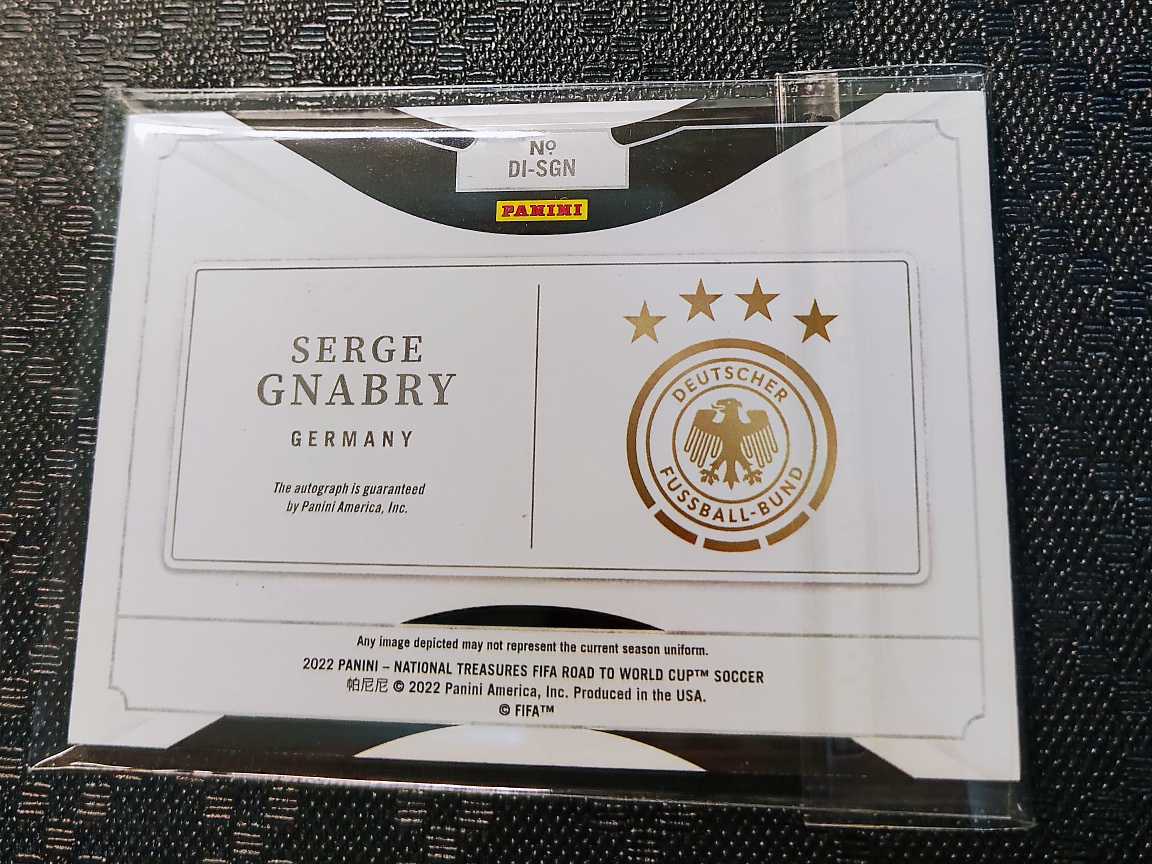 Nº
DI-SGN
PANINI
SERGE
GNABRY
GERMANY
The autograph is guaranteed
by Panini America, Inc.
DEUTSCHER
FUSSBALL-BUND
Any image depicted may not represent the current season uniform.
2022 PANINI – NATIONAL TREASURES FIFA ROAD TO WORLD CUP™ SOCCER
帕尼尼 © 2022 Panini America, Inc. Produced in the USA.
© FIFA™